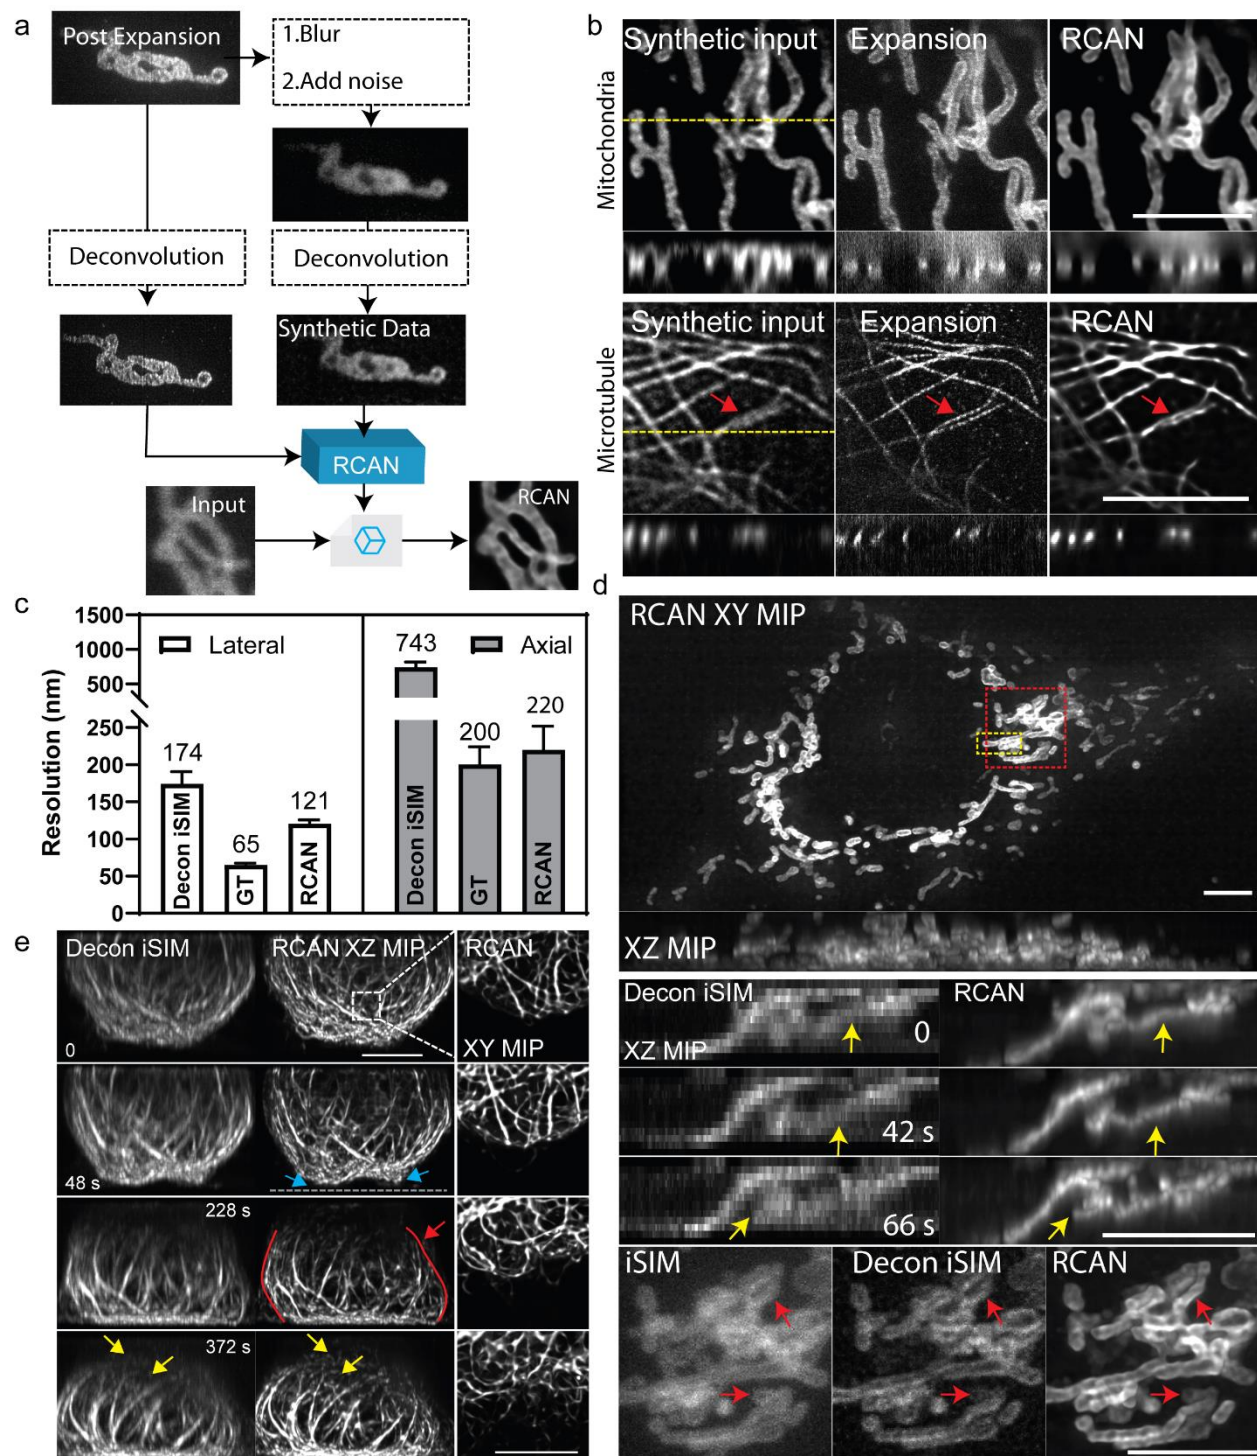 a
Post Expansion
1.Blur
2.Add noise
Deconvolution
Deconvolution
Synthetic Data
RCAN
Input
RCAN
b
Mitochondria
Synthetic input
Expansion
RCAN
Microtubule
Synthetic input
Expansion
RCAN
c
Resolution (nm)
1500
1000
500
250
200
150
100
50
0
Lateral
Axial
174
65
121
743
200
220
Decon iSIM
GT
RCAN
Decon iSIM
GT
RCAN
d
RCAN XY MIP
XZ MIP
Decon iSIM
0
XZ MIP
RCAN
42 s
66 s
iSIM
Decon iSIM
RCAN
e
Decon iSIM
RCAN XZ MIP
RCAN
0
XY MIP
48 s
228 s
372 s